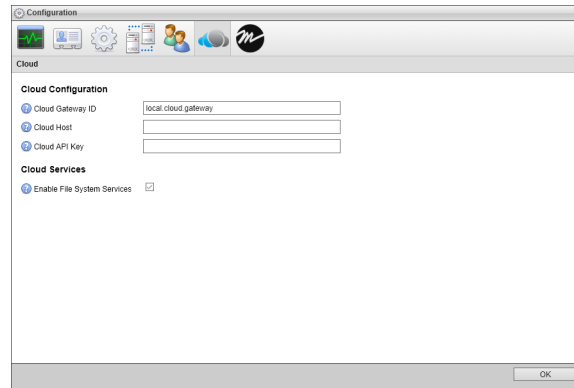 Configuration
Cloud
Cloud Configuration
Cloud Gateway ID
local.cloud.gateway
Cloud Host
Cloud API Key
Cloud Services
Enable File System Services
OK